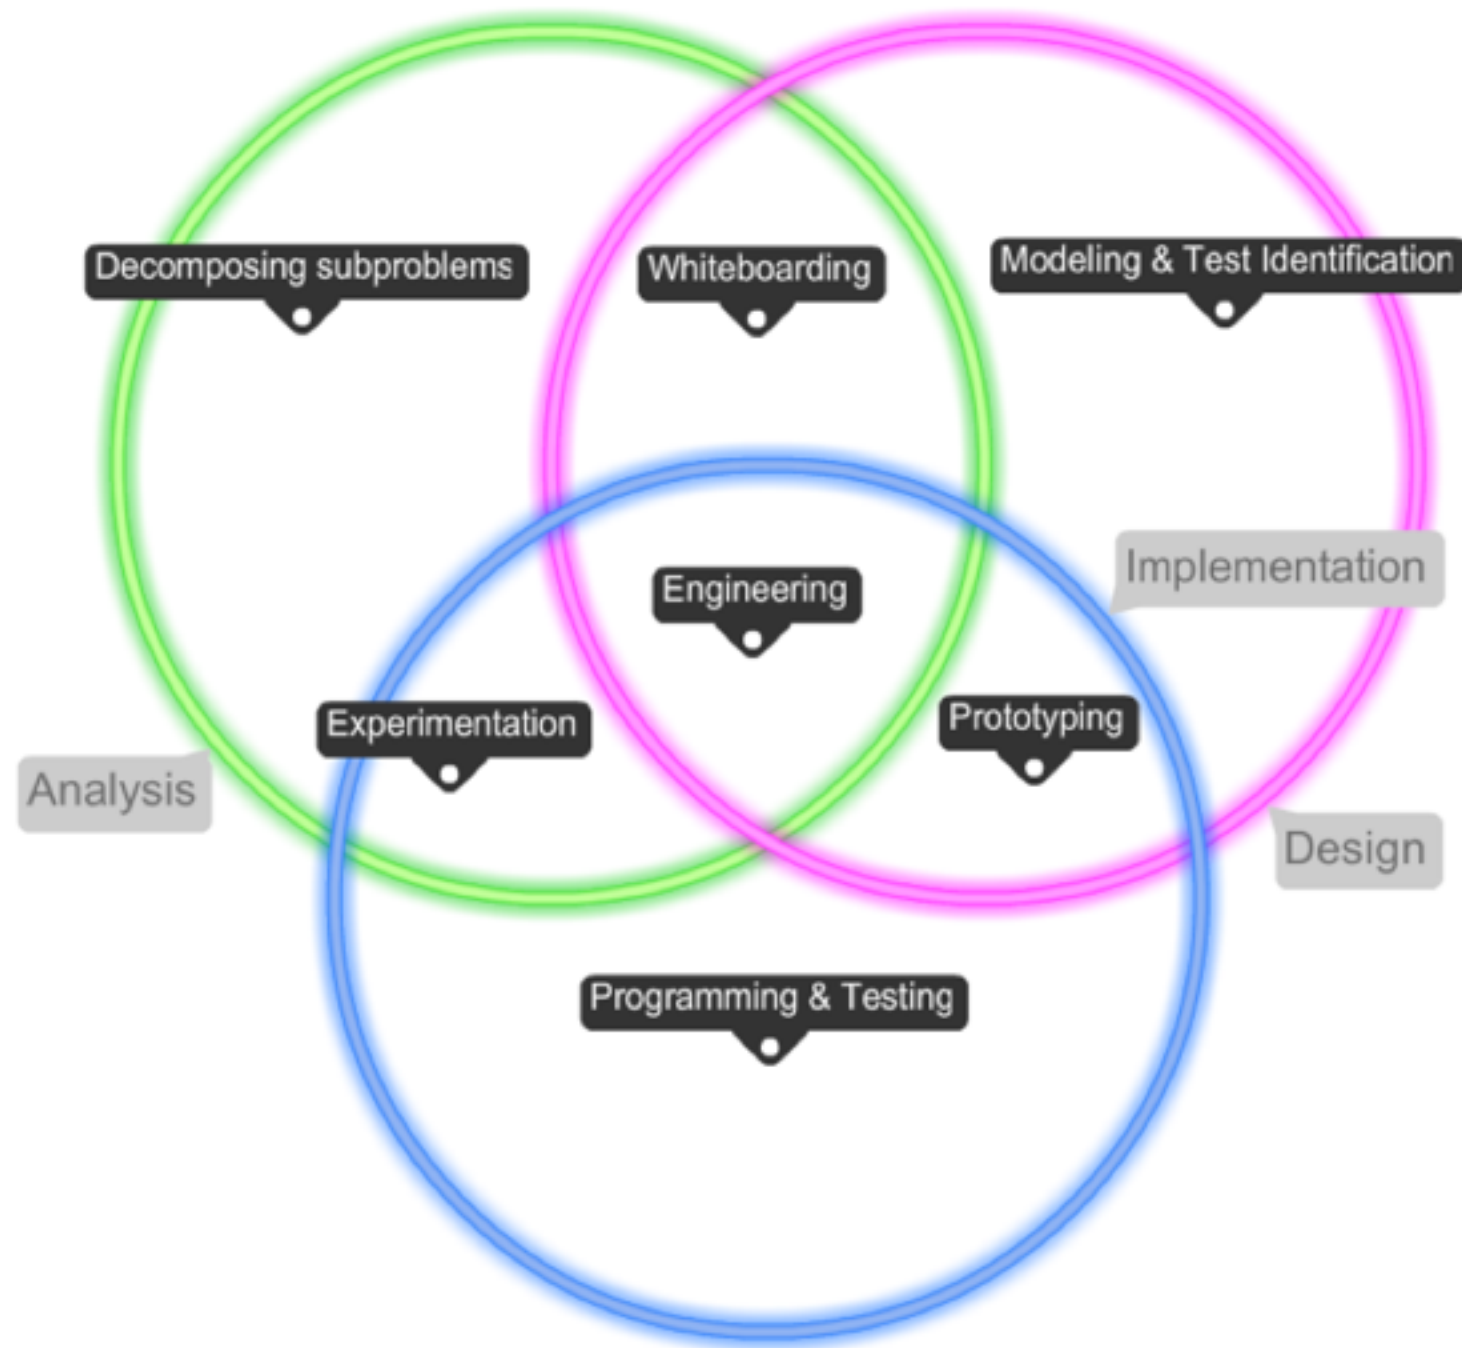 Decomposing subproblems
Whiteboarding
Modeling & Test Identification
Implementation
Engineering
Experimentation
Prototyping
Analysis
Design
Programming & Testing